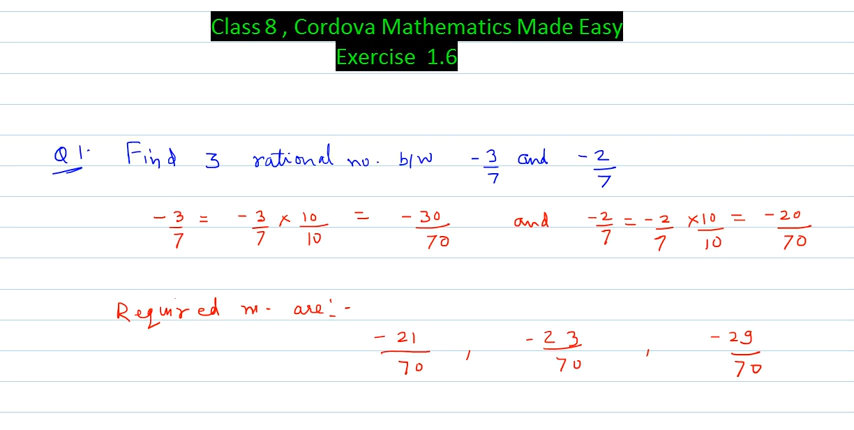 Class 8 , Cordova Mathematics Made Easy
Exercise 1.6
Q1. Find 3 rational no. b/w -3/7 and -2/7
-3/7 = -3/7 × 10/10 = -30/70 and -2/7 = -2/7 × 10/10 = -20/70
Required no. are:-
-21/70 , -23/70 , -29/70